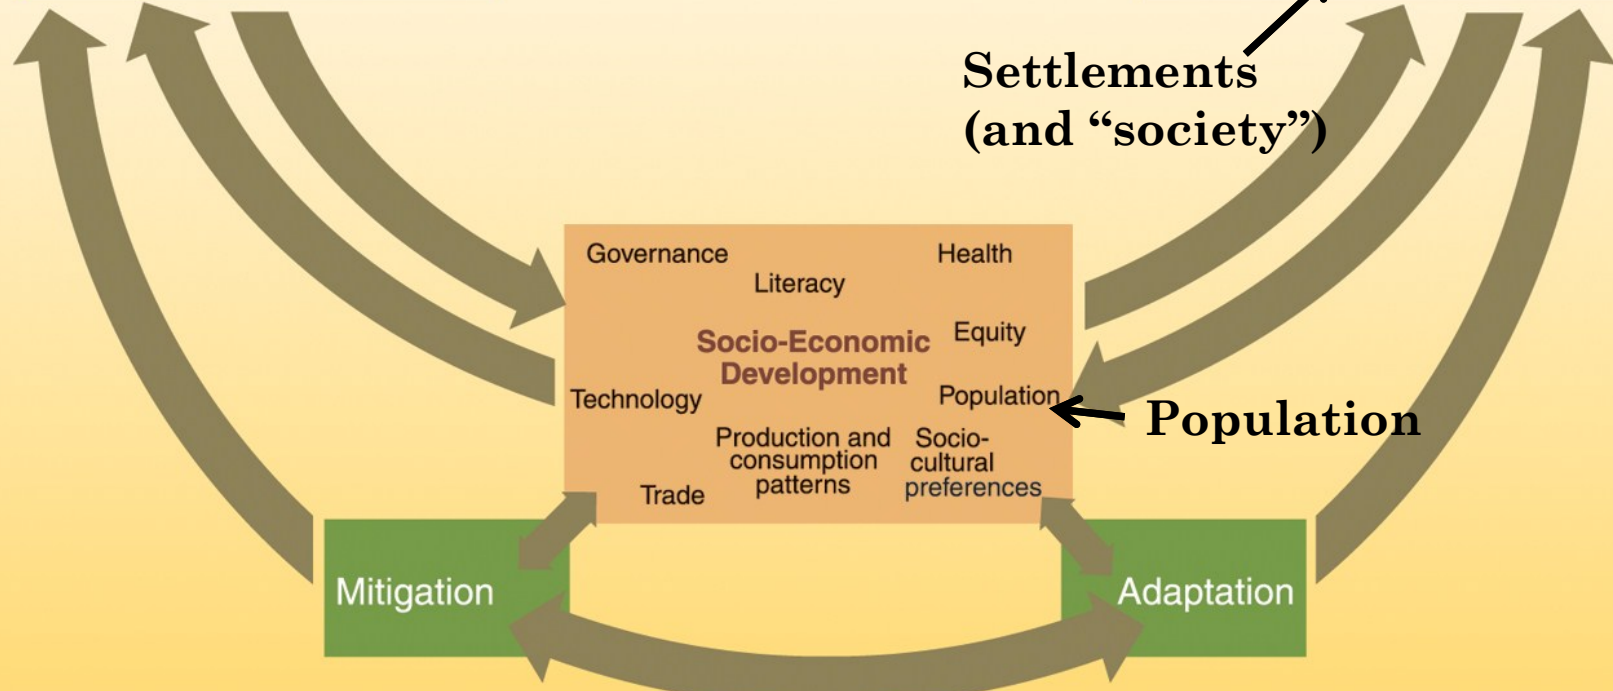 Settlements
(and “society”)
Governance
Health
Literacy
Equity
Socio-Economic
Development
Technology
Population
Population
Production and
consumption
patterns
Socio-
cultural
preferences
Trade
Mitigation
Adaptation